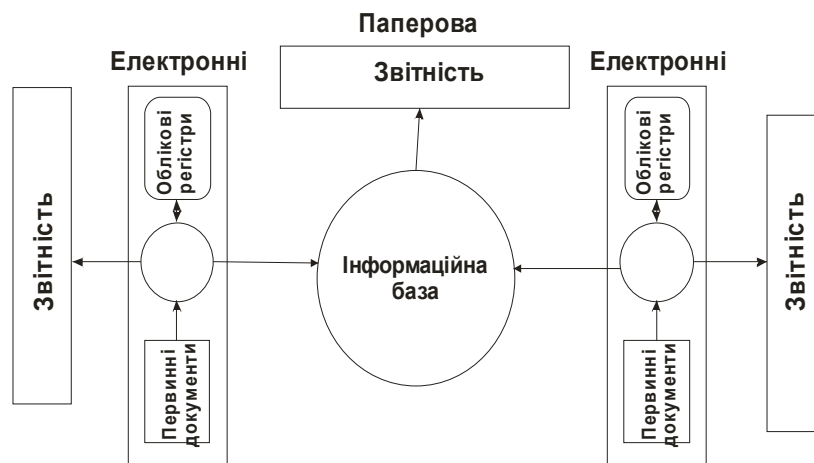 Паперова
Звітність
Електронні
Електронні
Звітність
Облікові
регістри
Первинні
документи
Інформаційна
база
Облікові
регістри
Первинні
документи
Звітність